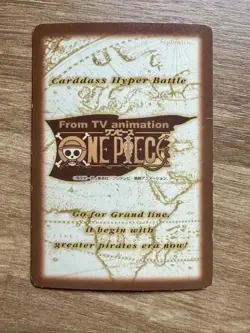 Carddass Hyper Battle
From TV animation
ワンピース
ONE PIECE
Go for Grand line,
it begin with
greater pirates era now!